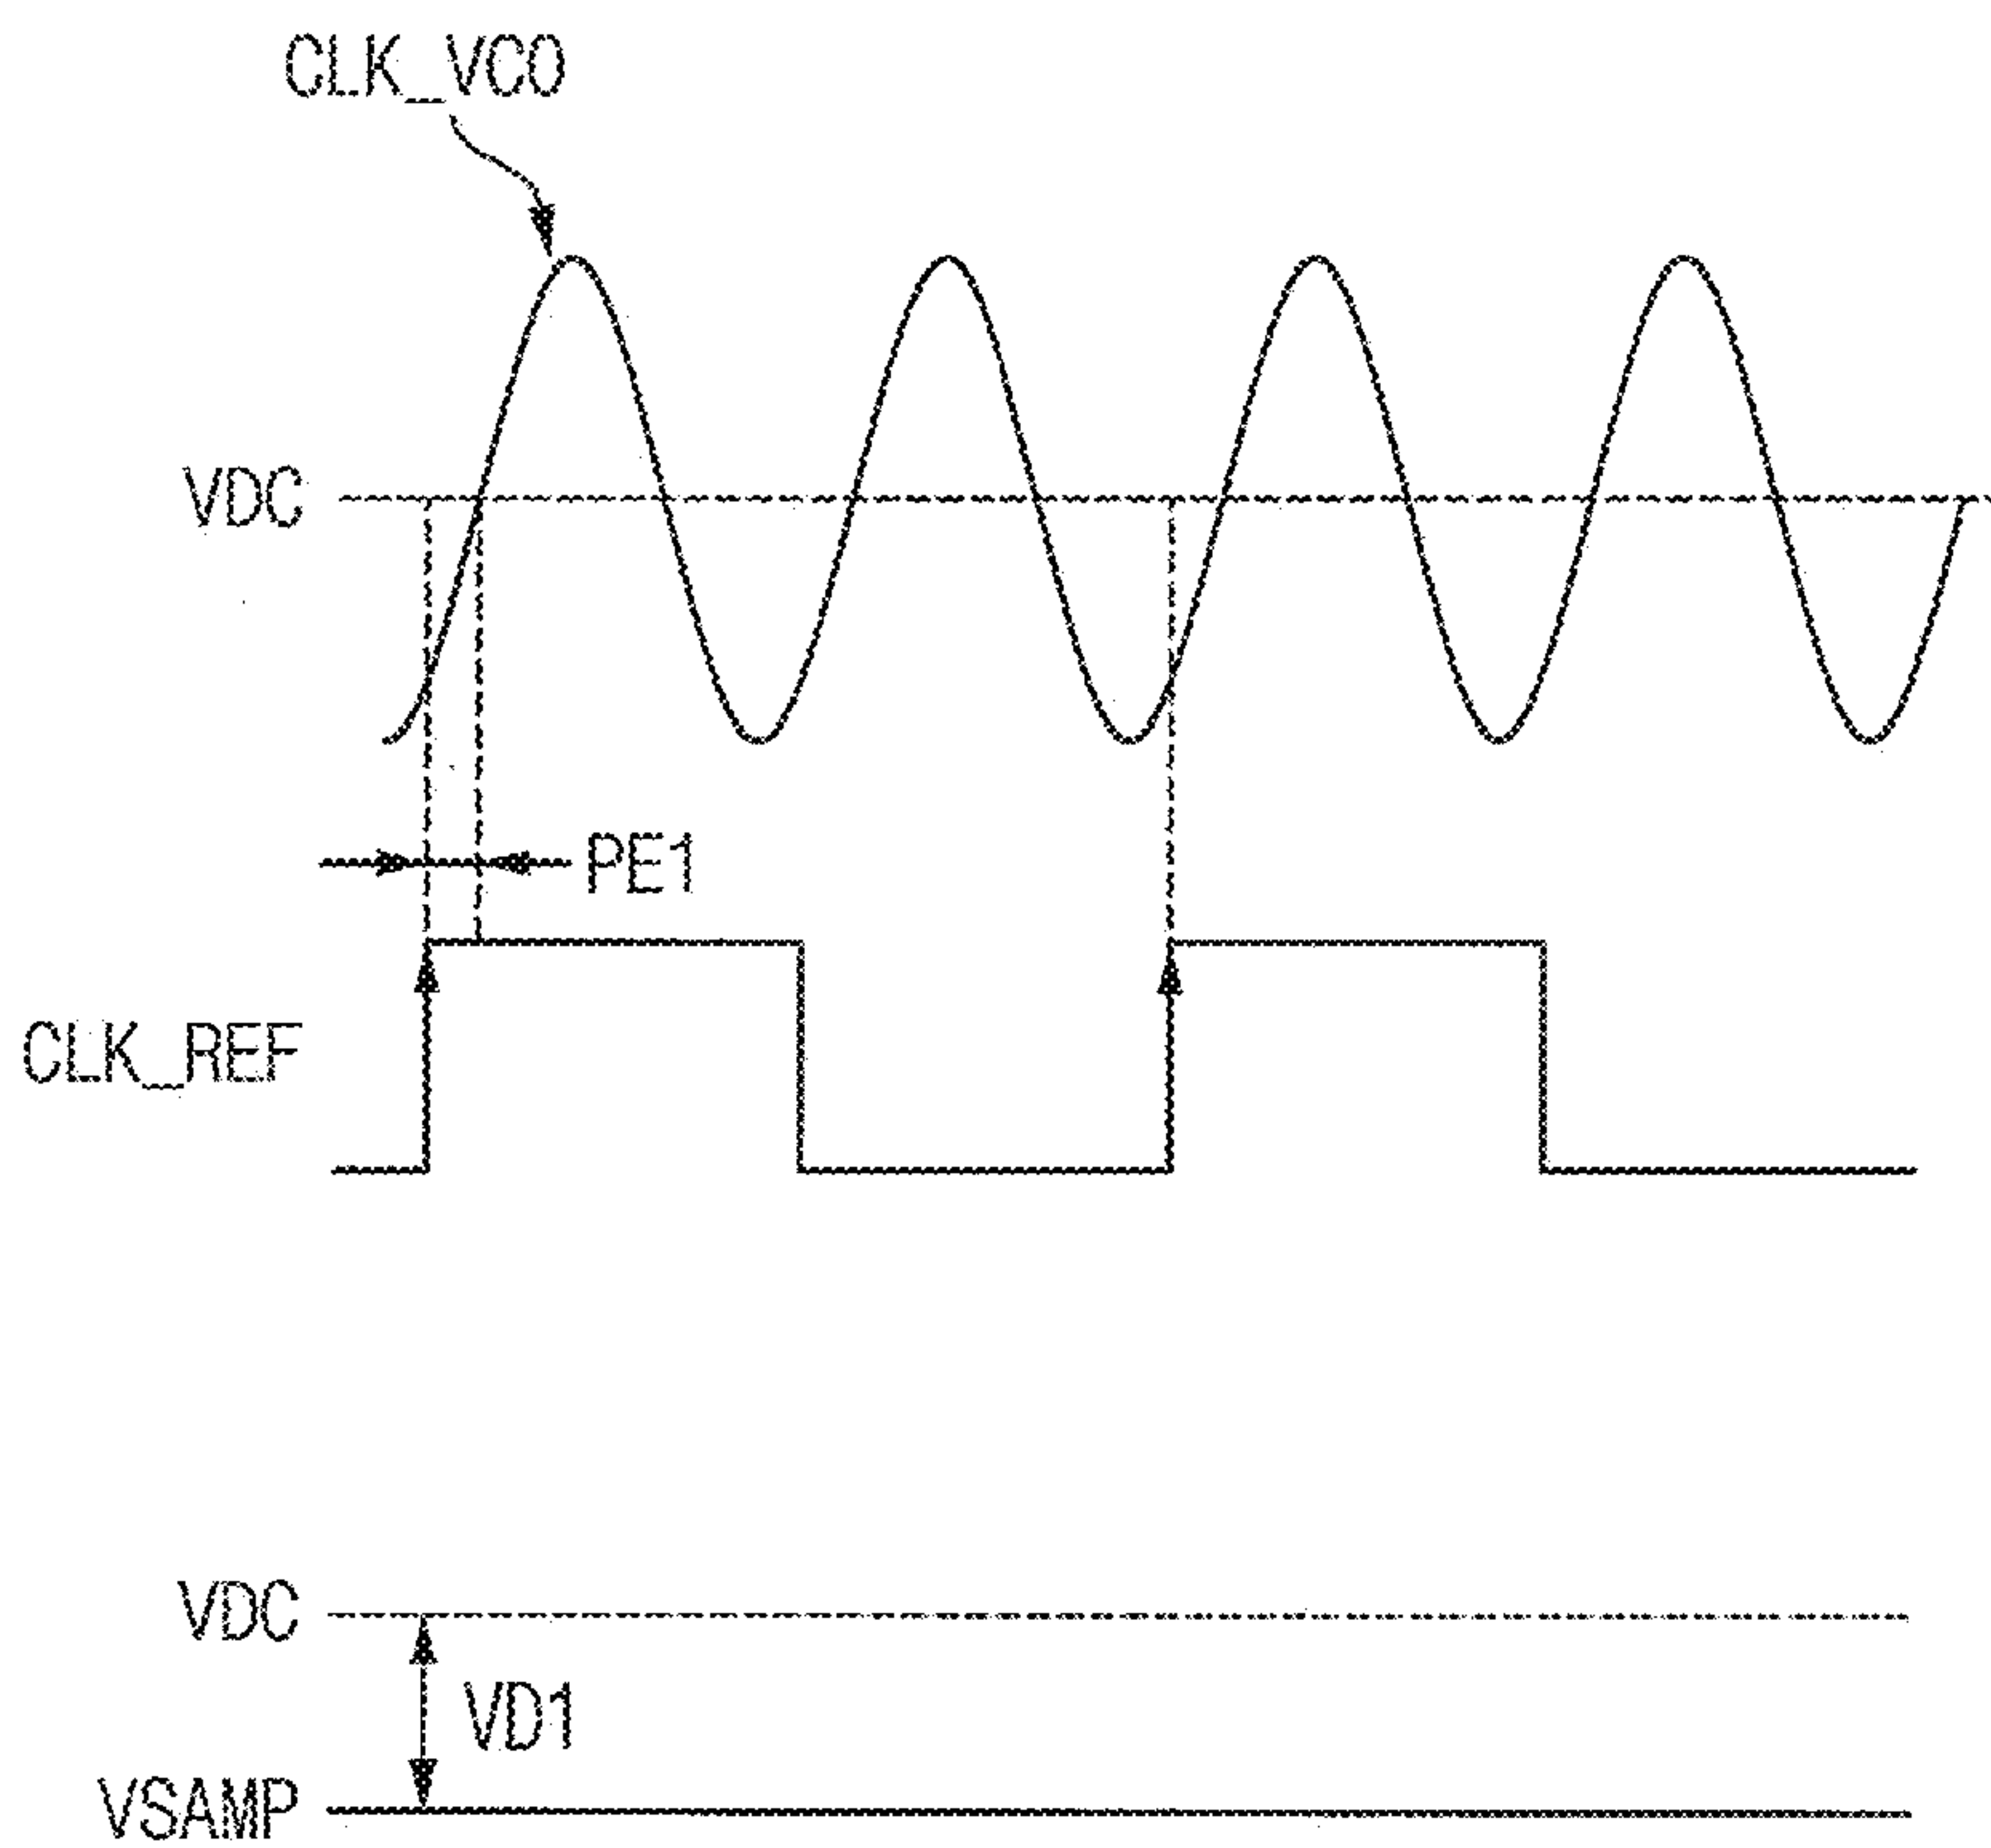 CLK_VCO
VDC
PE1
CLK_REF
VDC
VD1
VSAMP